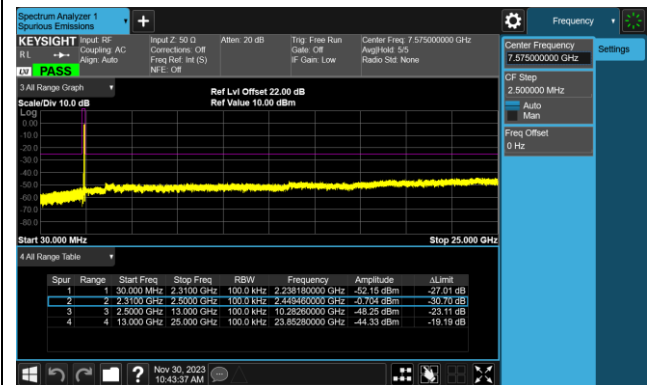 Spectrum Analyzer 1
Spurious Emissions
Frequency
KEYSIGHT Input: RF Input Z: 50 Ω Atten: 20 dB Trig: Free Run Center Freq: 7.575000000 GHz
RL Coupling: AC Corrections: Off Gate: Off Avg|Hold: 5/5
Align: Auto Freq Ref: Int (S) IF Gain: Low Radio Std: None
LXI PASS NFE: Off
Center Frequency
7.575000000 GHz
Settings
CF Step
2.500000 MHz
Auto
Man
Freq Offset
0 Hz
3 All Range Graph
Ref Lvl Offset 22.00 dB
Scale/Div 10.0 dB Ref Value 10.00 dBm
Log
0.00
-10.0
-20.0
-30.0
-40.0
-50.0
-60.0
-70.0
-80.0
Start 30.000 MHz Stop 25.000 GHz
4 All Range Table
Spur Range Start Freq Stop Freq RBW Frequency Amplitude ΔLimit
1 1 30.000 MHz 2.3100 GHz 100.0 kHz 2.238180000 GHz -52.15 dBm -27.01 dB
2 2 2.3100 GHz 2.5000 GHz 100.0 kHz 2.449460000 GHz -0.704 dBm -30.70 dB
3 3 2.5000 GHz 13.000 GHz 100.0 kHz 10.28260000 GHz -48.25 dBm -23.11 dB
4 4 13.000 GHz 25.000 GHz 100.0 kHz 23.85280000 GHz -44.33 dBm -19.19 dB
? Nov 30, 2023
10:43:37 AM